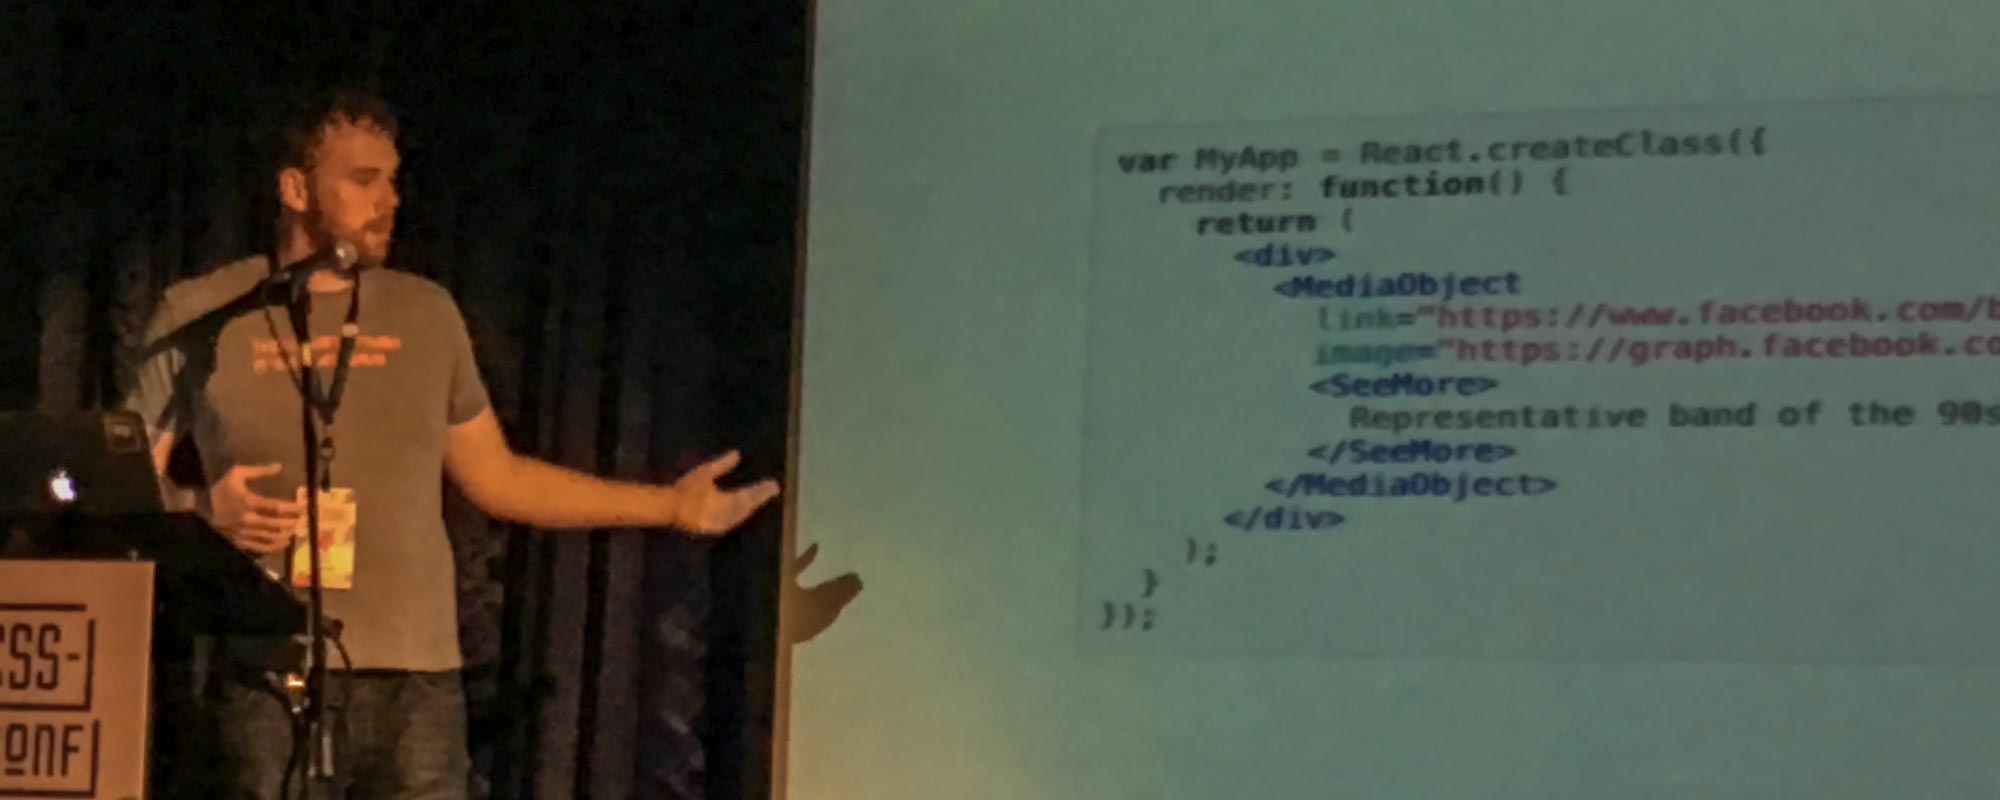 var MyApp = React.createClass({
render: function() {
return (
<div>
<MediaObject
link="https://www.facebook.com/b
image="https://graph.facebook.co
<SeeMore>
Representative band of the 90s
</SeeMore>
</MediaObject>
</div>
);
}
});
CSS-
CONF